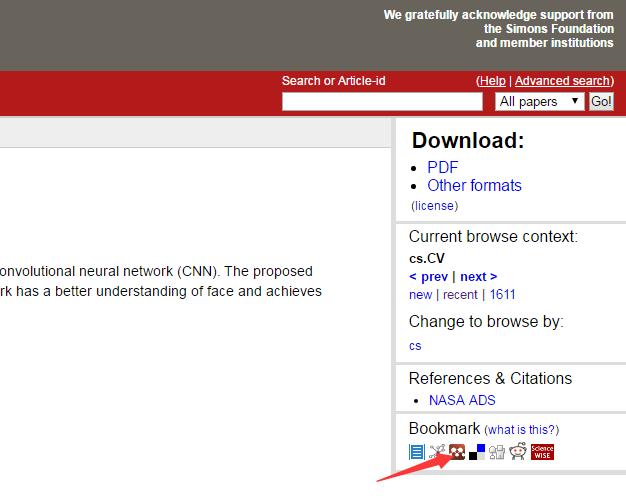 We gratefully acknowledge support from
the Simons Foundation
and member institutions
Search or Article-id
(Help | Advanced search)
All papers
Go!
onvolutional neural network (CNN). The proposed
rk has a better understanding of face and achieves
Download:
PDF
Other formats
(license)
Current browse context:
cs.CV
< prev | next >
new | recent | 1611
Change to browse by:
cs
References & Citations
NASA ADS
Bookmark (what is this?)
Science
WISE